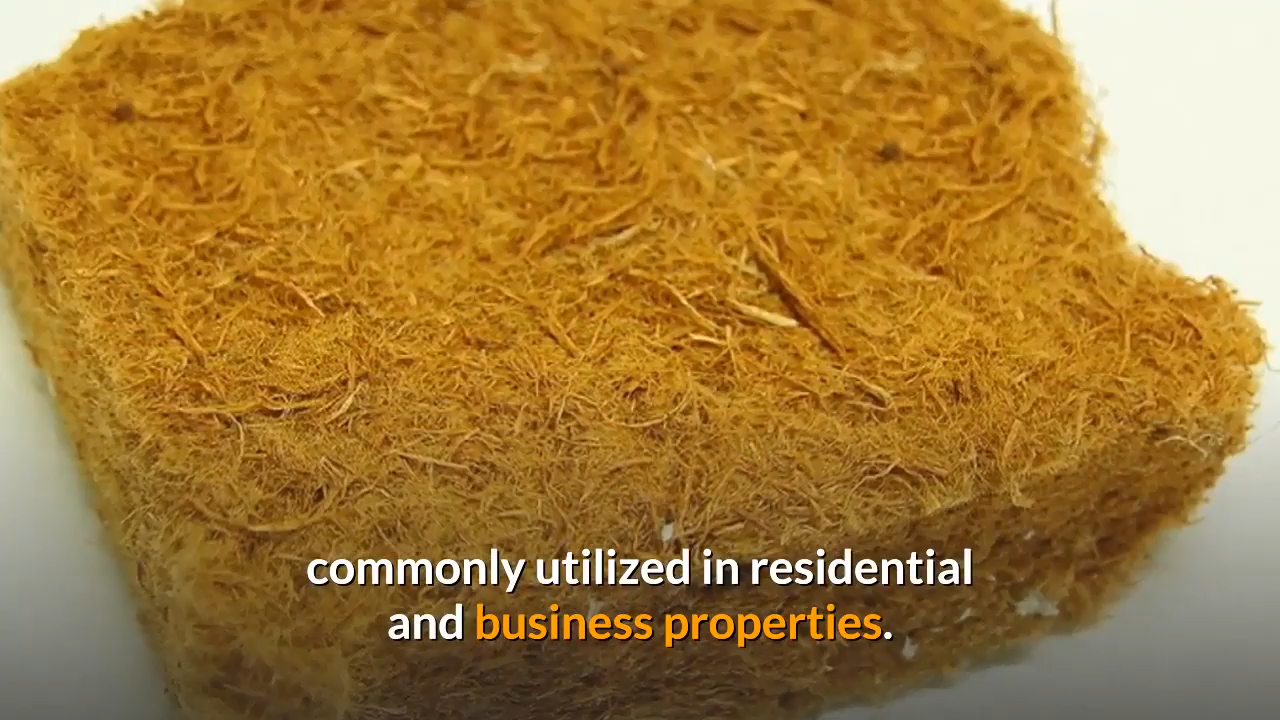 commonly utilized in residential
and business properties.